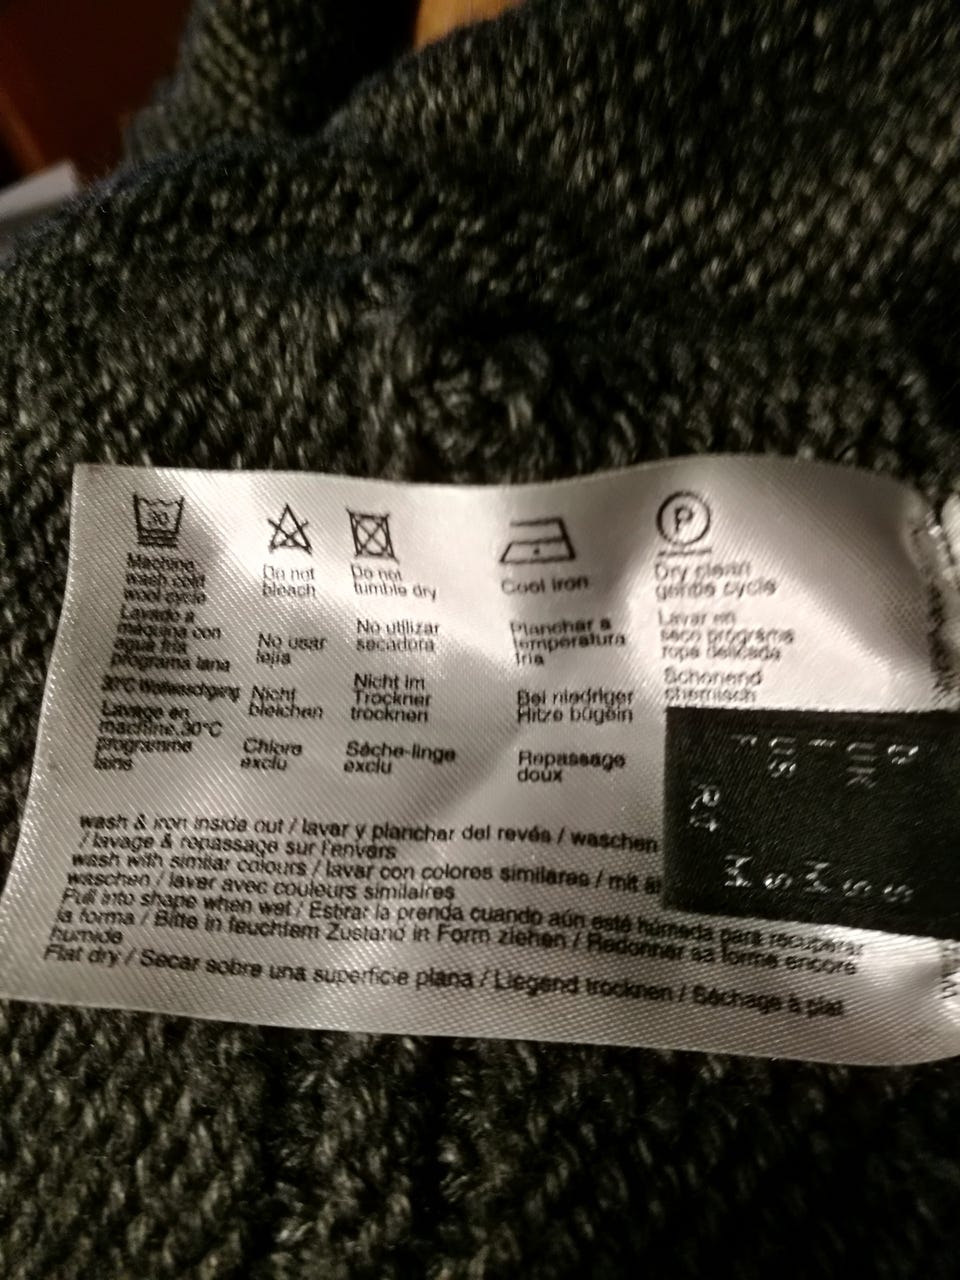 30
Machine
wash cold
wool cycle
Lavado a
máquina con
agua fría
programa lana
30°C Wollwaschgang
Lavage en
machine.30°C
programme
laine
Do not
bleach
No usar
lejía
Nicht
bleichen
Chlore
exclu
Do not
tumble dry
No utilizar
secadora
Nicht im
Trockner
trocknen
Sèche-linge
exclu
Cool iron
Planchar a
temperatura
fría
Bei niedriger
Hitze bügeln
Repassage
doux
P
Dry clean
gentle cycle
Lavar en
seco programa
ropa delicada
Schonend
chemisch
wash & iron inside out / lavar y planchar del revés / waschen
/ lavage & repassage sur l'envers
wash with similar colours / lavar con colores similares / mit
waschen / laver avec couleurs similaires
Pull into shape when wet / Estirar la prenda cuando aún esté húmeda para recuperar
la forma / Bitte in feuchtem Zustand in Form ziehen / Redonner sa forme encore
humide
Flat dry / Secar sobre una superficie plana / Liegend trocknen / Séchage à plat